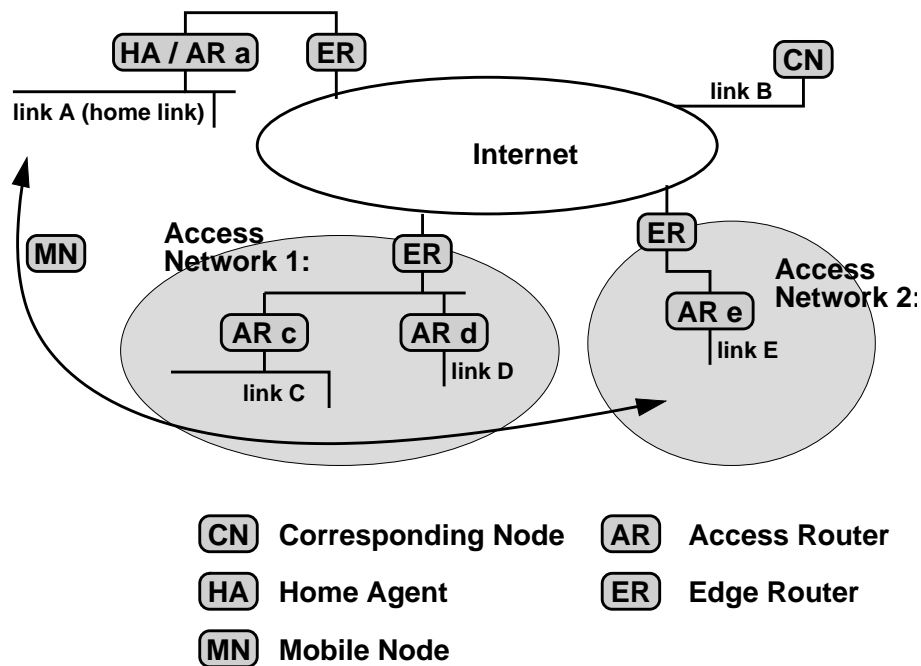 HA / AR a
ER
CN
link A (home link)
link B
Internet
MN
Access
Network 1:
ER
ER
Access
Network 2:
AR c
AR d
AR e
link C
link D
link E
CN Corresponding Node
AR Access Router
HA Home Agent
ER Edge Router
MN Mobile Node